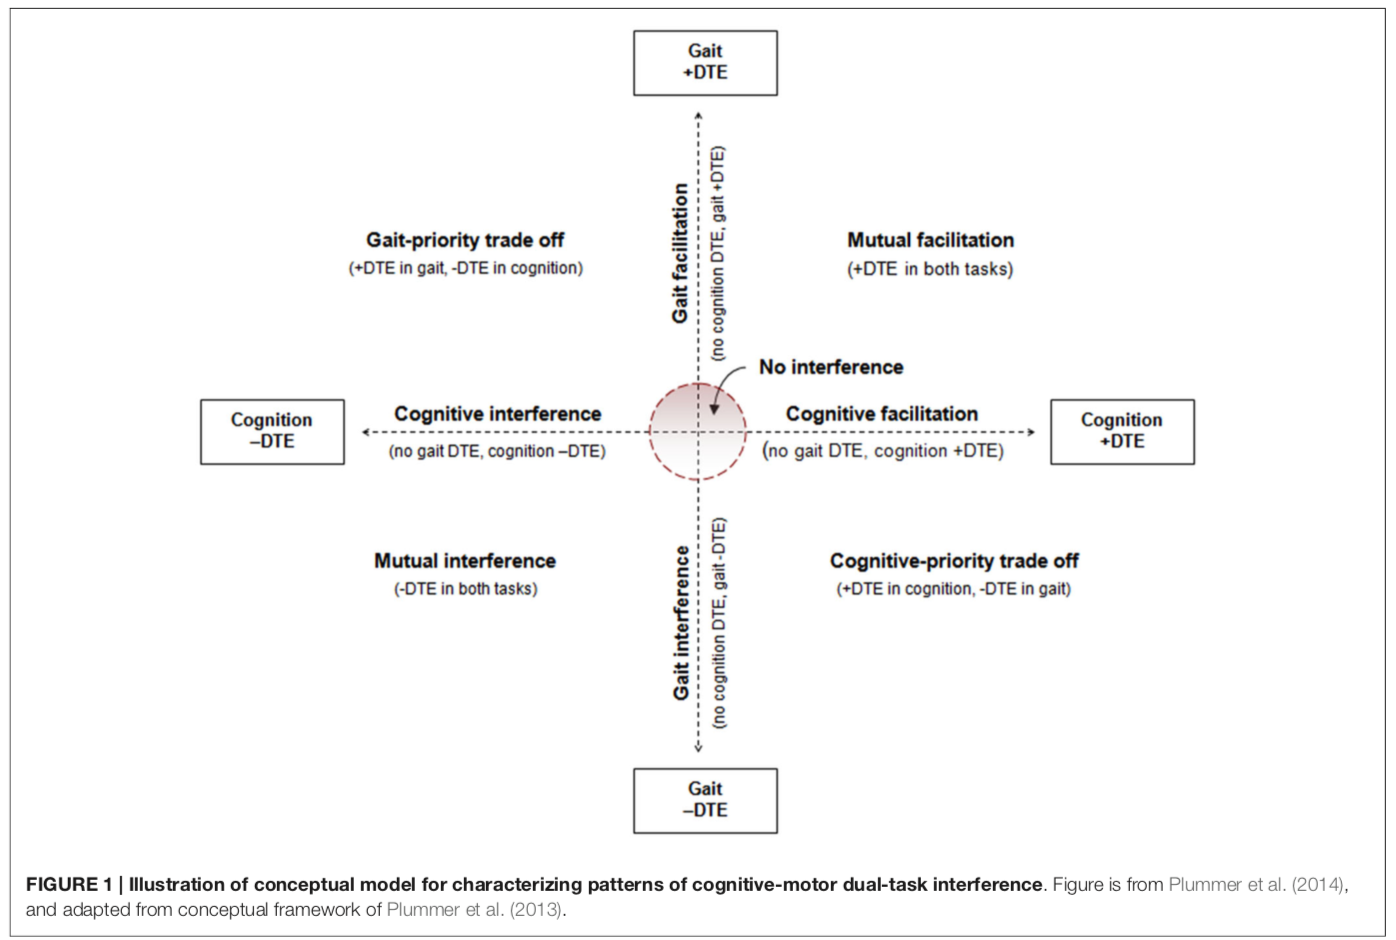 Gait
+DTE
Gait facilitation
(no cognition DTE, gait +DTE)
Gait-priority trade off
(+DTE in gait, -DTE in cognition)
Mutual facilitation
(+DTE in both tasks)
No interference
Cognition
–DTE
Cognitive interference
(no gait DTE, cognition –DTE)
Cognitive facilitation
(no gait DTE, cognition +DTE)
Cognition
+DTE
Mutual interference
(-DTE in both tasks)
Gait interference
(no cognition DTE, gait -DTE)
Cognitive-priority trade off
(+DTE in cognition, -DTE in gait)
Gait
–DTE
FIGURE 1 | Illustration of conceptual model for characterizing patterns of cognitive-motor dual-task interference. Figure is from Plummer et al. (2014),
and adapted from conceptual framework of Plummer et al. (2013).